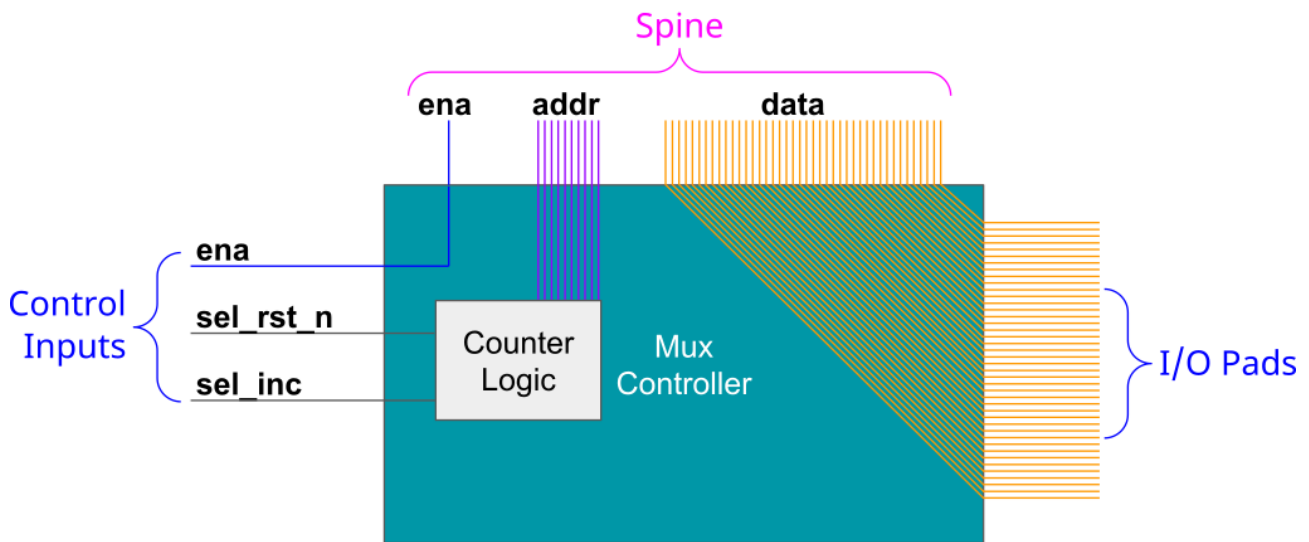 Spine
ena
addr
data
ena
Control
Inputs
sel_rst_n
sel_inc
Counter
Logic
Mux
Controller
I/O Pads